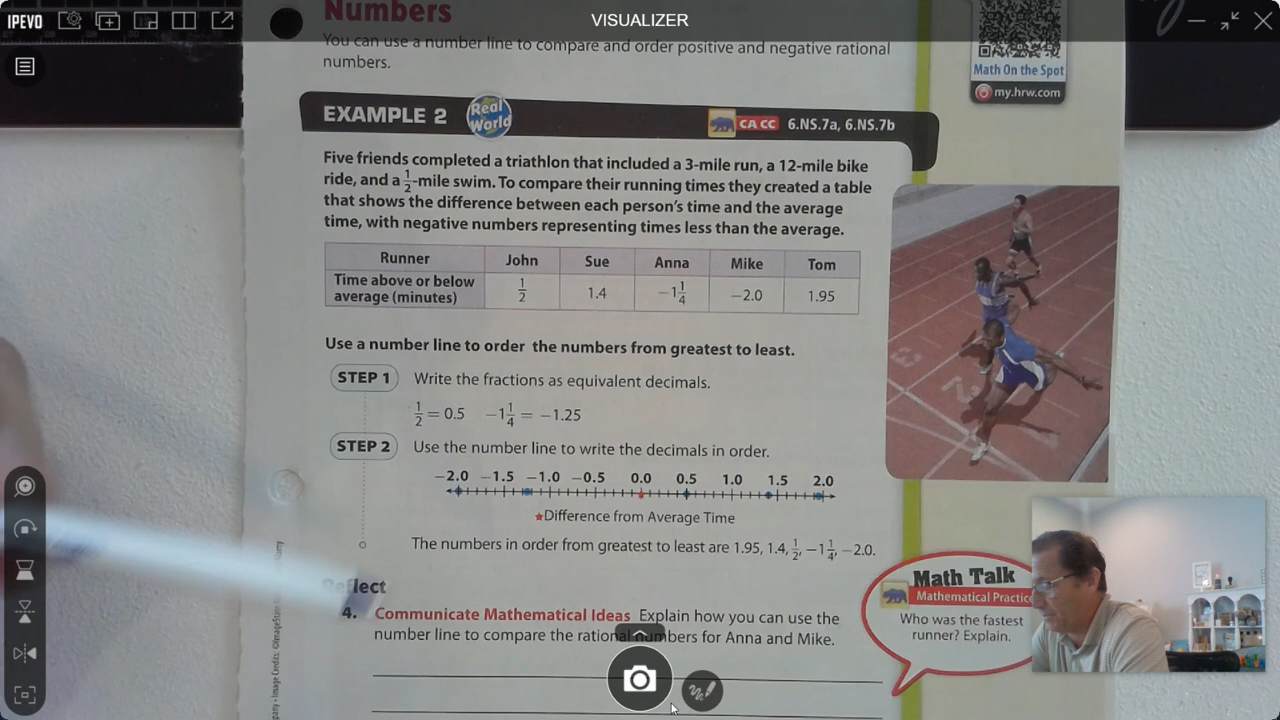 IPEVO
VISUALIZER
Numbers
You can use a number line to compare and order positive and negative rational
numbers.
Math On the Spot
my.hrw.com
EXAMPLE 2
Real
World
CA CC 6.NS.7a, 6.NS.7b
Five friends completed a triathlon that included a 3-mile run, a 12-mile bike
ride, and a 1/2-mile swim. To compare their running times they created a table
that shows the difference between each person's time and the average
time, with negative numbers representing times less than the average.
Runner John Sue Anna Mike Tom
Time above or below
average (minutes) 1/2 1.4 −1 1/4 −2.0 1.95
Use a number line to order the numbers from greatest to least.
STEP 1 Write the fractions as equivalent decimals.
1/2 = 0.5 −1 1/4 = −1.25
STEP 2 Use the number line to write the decimals in order.
−2.0 −1.5 −1.0 −0.5 0.0 0.5 1.0 1.5 2.0
★Difference from Average Time
The numbers in order from greatest to least are 1.95, 1.4, 1/2, −1 1/4, −2.0.
Reflect
4. Communicate Mathematical Ideas Explain how you can use the
number line to compare the rational numbers for Anna and Mike.
Math Talk
Mathematical Practice
Who was the fastest
runner? Explain.